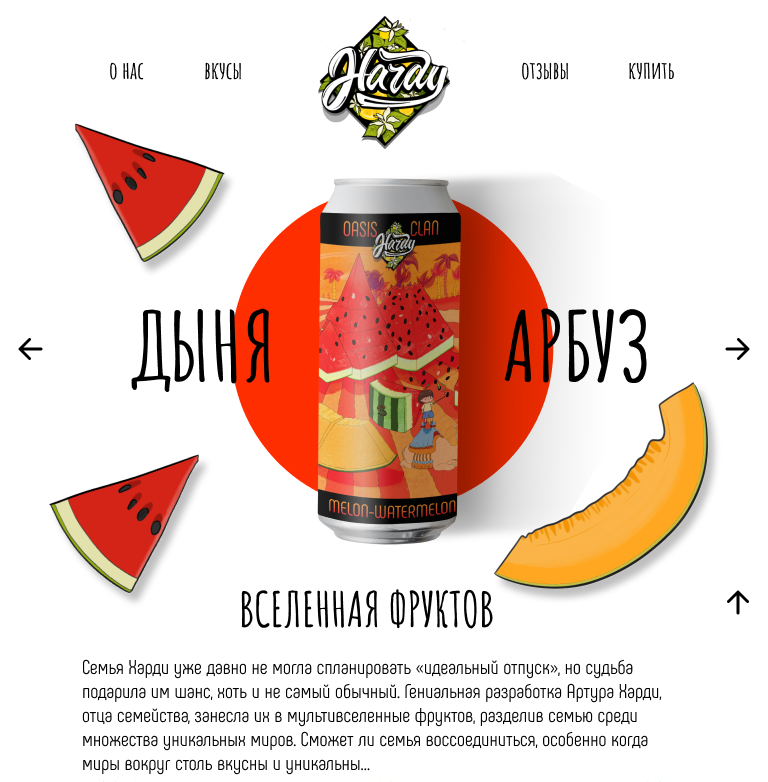 О НАС
ВКУСЫ
Hardy
ОТЗЫВЫ
КУПИТЬ
OASIS CLAN
Hardy
ДЫНЯ
АРБУЗ
MELON-WATERMELON
ВСЕЛЕННАЯ ФРУКТОВ
Семья Харди уже давно не могла спланировать «идеальный отпуск», но судьба
подарила им шанс, хоть и не самый обычный. Гениальная разработка Артура Харди,
отца семейства, занесла их в мультивселенные фруктов, разделив семью среди
множества уникальных миров. Сможет ли семья воссоединиться, особенно когда
миры вокруг столь вкусны и уникальны...